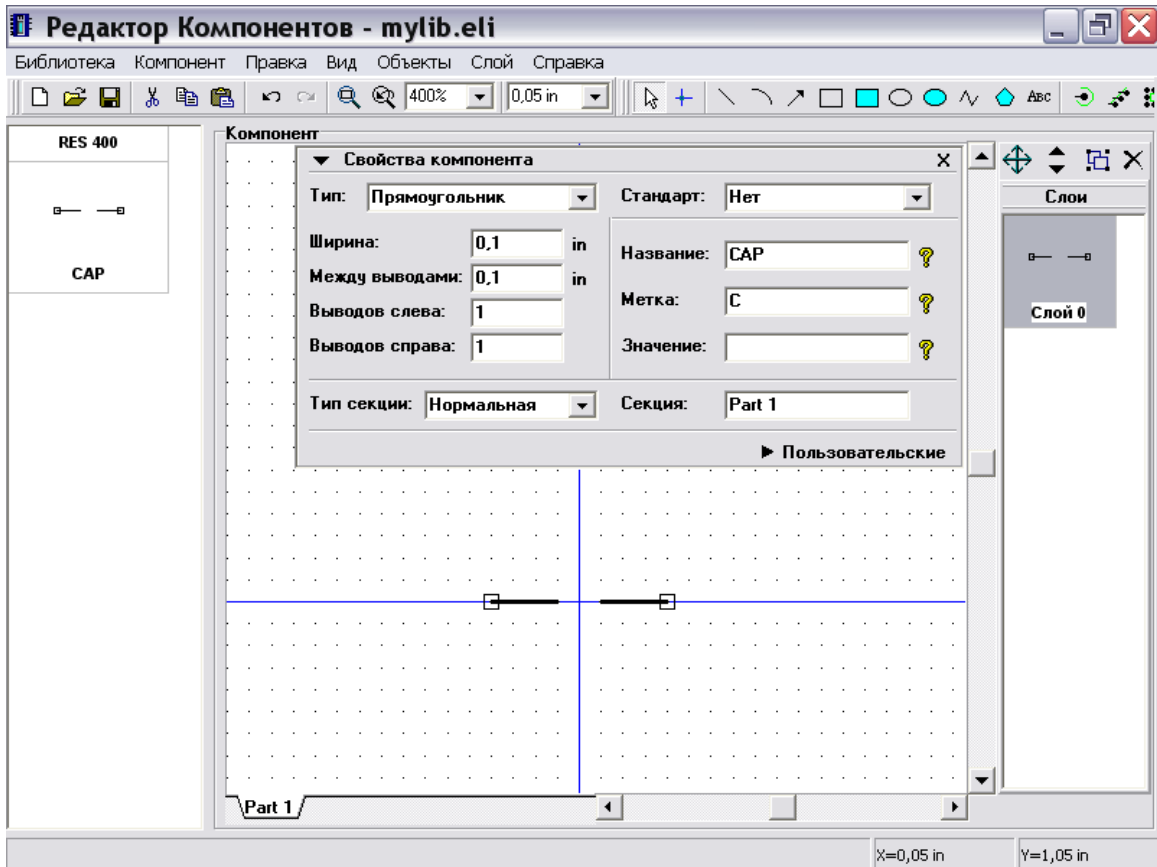 Редактор Компонентов - mylib.eli
Библиотека Компонент Правка Вид Объекты Слой Справка
400% 0,05 in ABC
RES 400
CAP
Компонент
Свойства компонента x
Тип: Прямоугольник Стандарт: Нет
Ширина: 0,1 in
Между выводами: 0,1 in
Выводов слева: 1
Выводов справа: 1
Название: CAP ?
Метка: C ?
Значение: ?
Тип секции: Нормальная Секция: Part 1
Пользовательские
Слои
Слой 0
Part 1
X=0,05 in Y=1,05 in